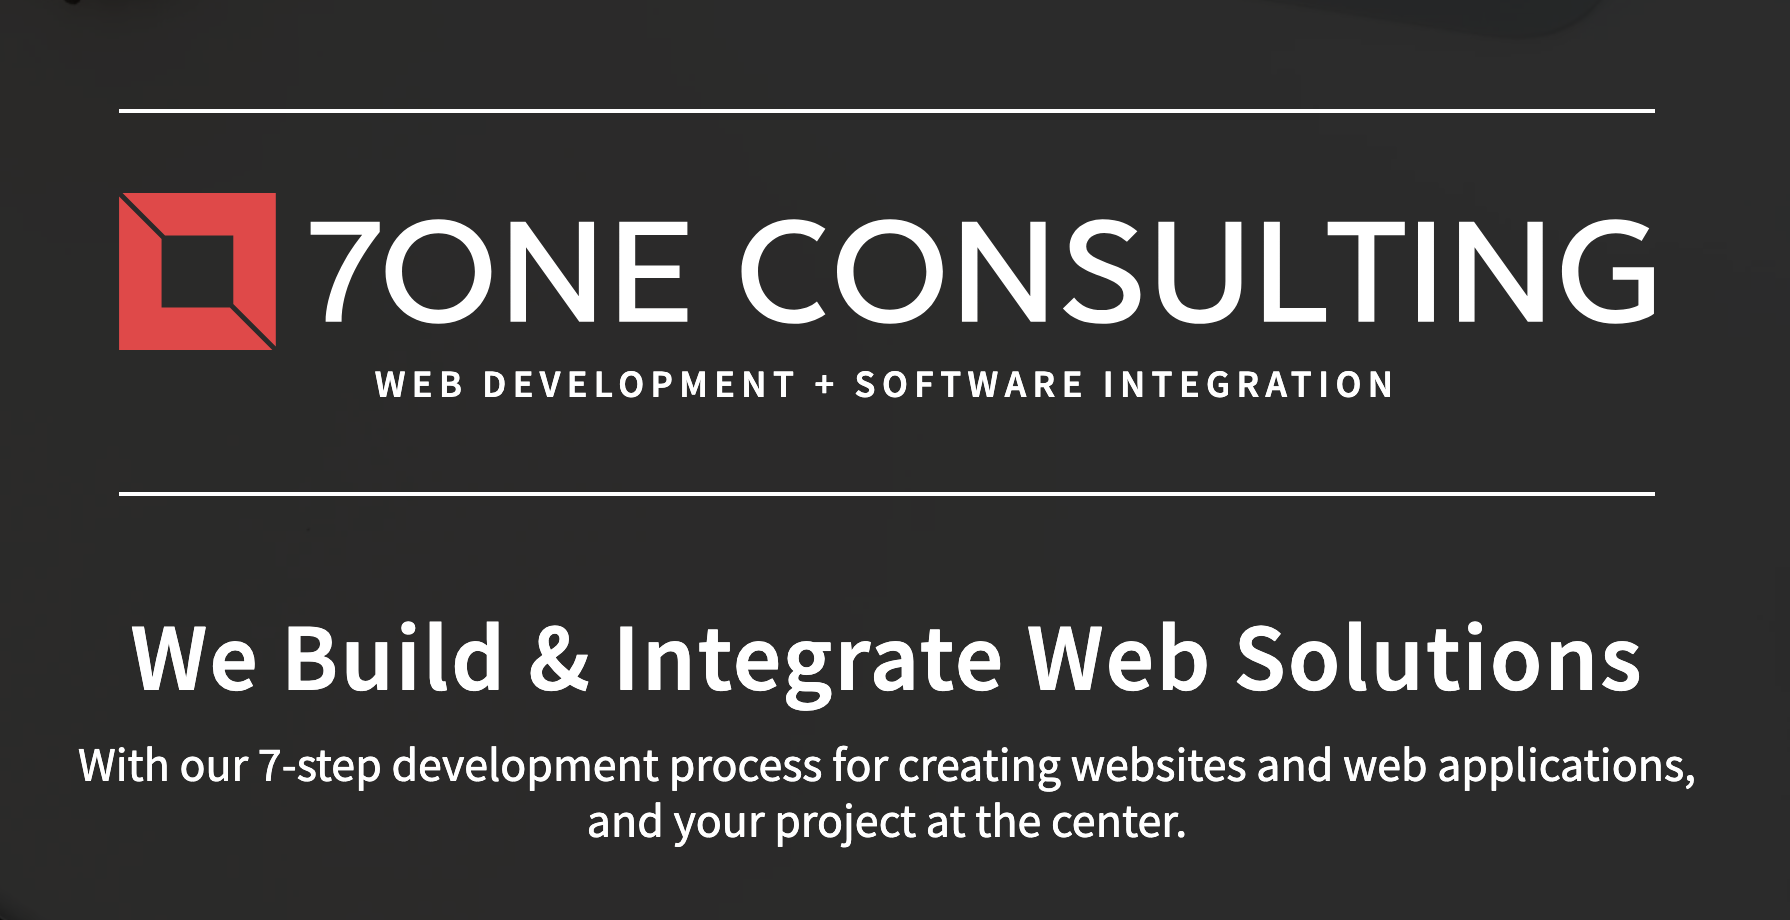 7ONE CONSULTING
WEB DEVELOPMENT + SOFTWARE INTEGRATION
We Build & Integrate Web Solutions
With our 7-step development process for creating websites and web applications,
and your project at the center.